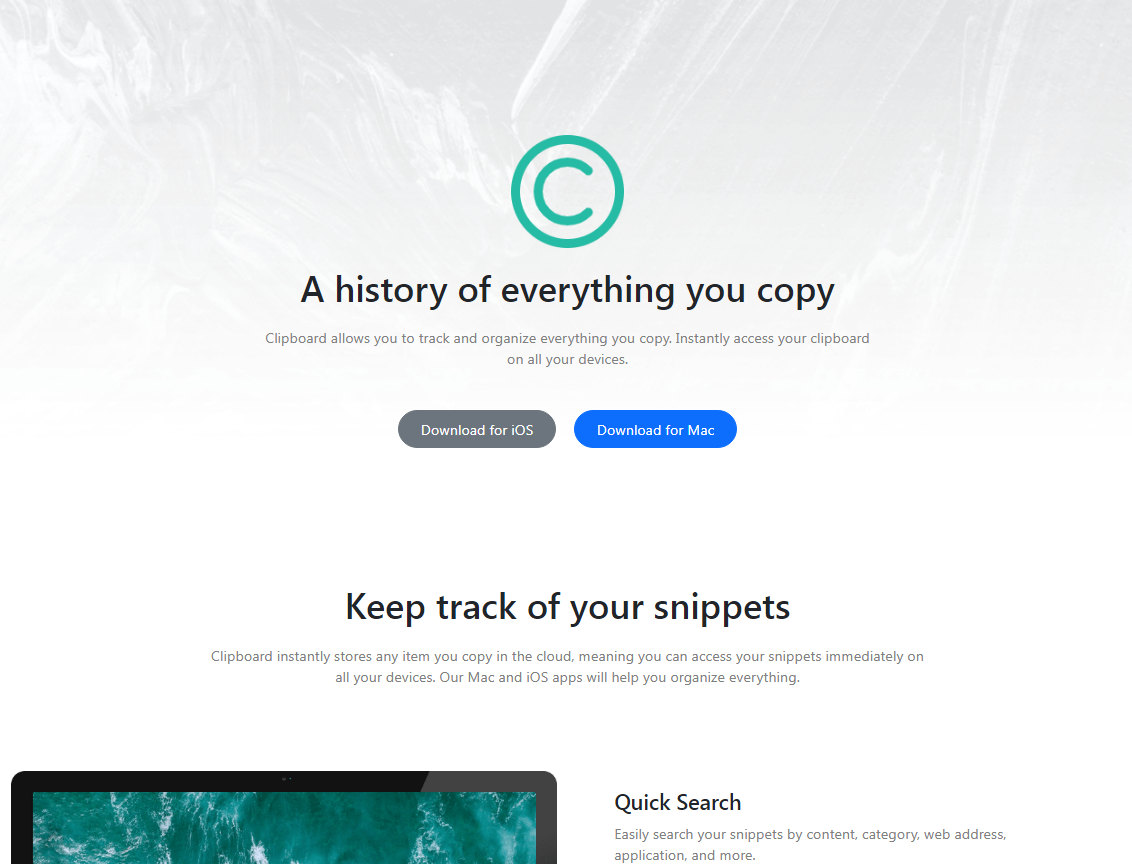 A history of everything you copy
Clipboard allows you to track and organize everything you copy. Instantly access your clipboard
on all your devices.
Download for iOS
Download for Mac
Keep track of your snippets
Clipboard instantly stores any item you copy in the cloud, meaning you can access your snippets immediately on
all your devices. Our Mac and iOS apps will help you organize everything.
Quick Search
Easily search your snippets by content, category, web address,
application, and more.